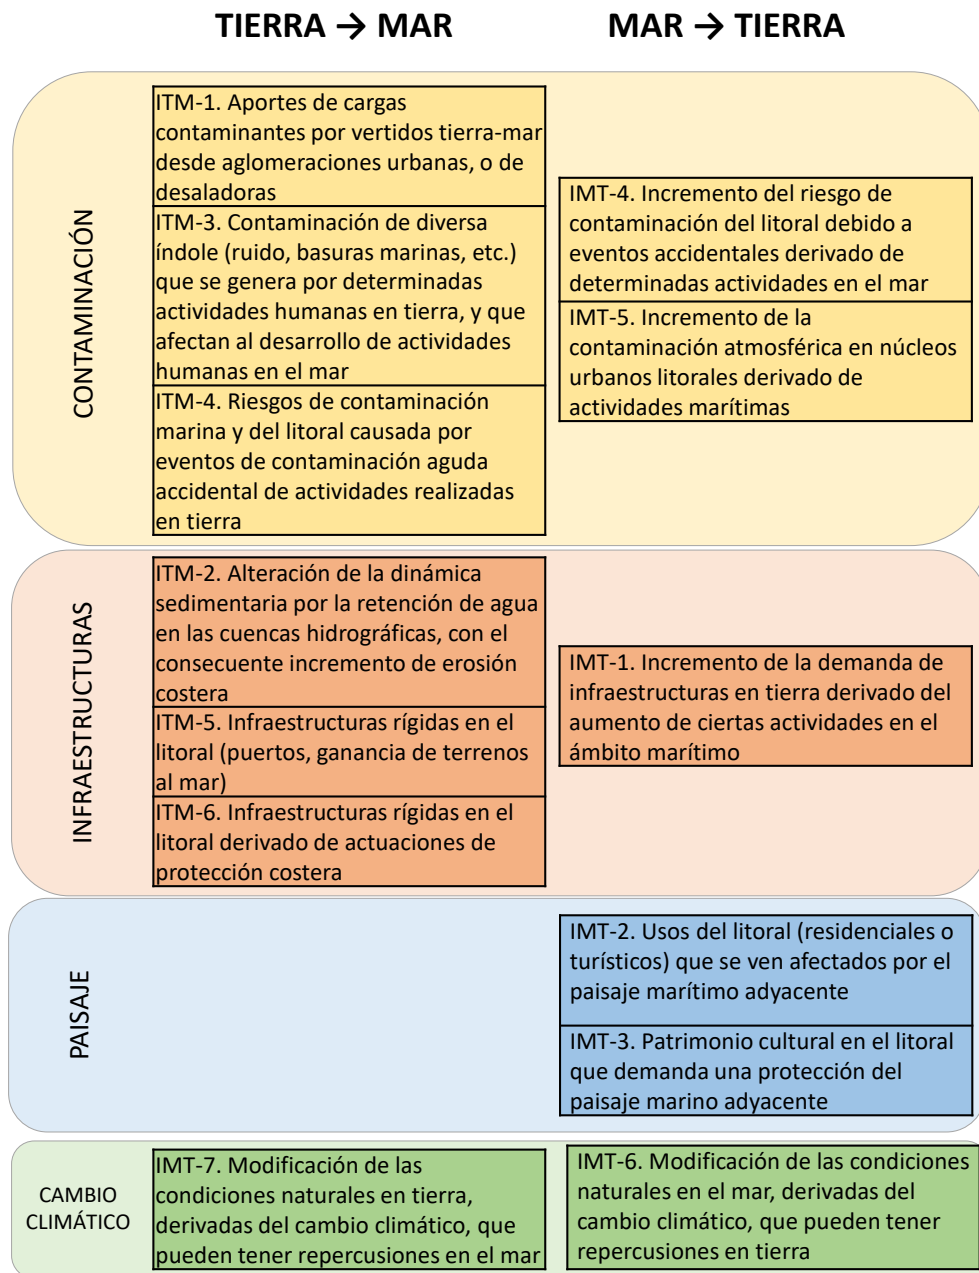 TIERRA → MAR
MAR → TIERRA
CONTAMINACIÓN
ITM-1. Aportes de cargas
contaminantes por vertidos tierra-mar
desde aglomeraciones urbanas, o de
desaladoras
ITM-3. Contaminación de diversa
índole (ruido, basuras marinas, etc.)
que se genera por determinadas
actividades humanas en tierra, y que
afectan al desarrollo de actividades
humanas en el mar
ITM-4. Riesgos de contaminación
marina y del litoral causada por
eventos de contaminación aguda
accidental de actividades realizadas
en tierra
IMT-4. Incremento del riesgo de
contaminación del litoral debido a
eventos accidentales derivado de
determinadas actividades en el mar
IMT-5. Incremento de la
contaminación atmosférica en núcleos
urbanos litorales derivado de
actividades marítimas
INFRAESTRUCTURAS
ITM-2. Alteración de la dinámica
sedimentaria por la retención de agua
en las cuencas hidrográficas, con el
consecuente incremento de erosión
costera
ITM-5. Infraestructuras rígidas en el
litoral (puertos, ganancia de terrenos
al mar)
ITM-6. Infraestructuras rígidas en el
litoral derivado de actuaciones de
protección costera
IMT-1. Incremento de la demanda de
infraestructuras en tierra derivado del
aumento de ciertas actividades en el
ámbito marítimo
PAISAJE
IMT-2. Usos del litoral (residenciales o
turísticos) que se ven afectados por el
paisaje marítimo adyacente
IMT-3. Patrimonio cultural en el litoral
que demanda una protección del
paisaje marino adyacente
CAMBIO
CLIMÁTICO
IMT-7. Modificación de las
condiciones naturales en tierra,
derivadas del cambio climático, que
pueden tener repercusiones en el mar
IMT-6. Modificación de las condiciones
naturales en el mar, derivadas del
cambio climático, que pueden tener
repercusiones en tierra